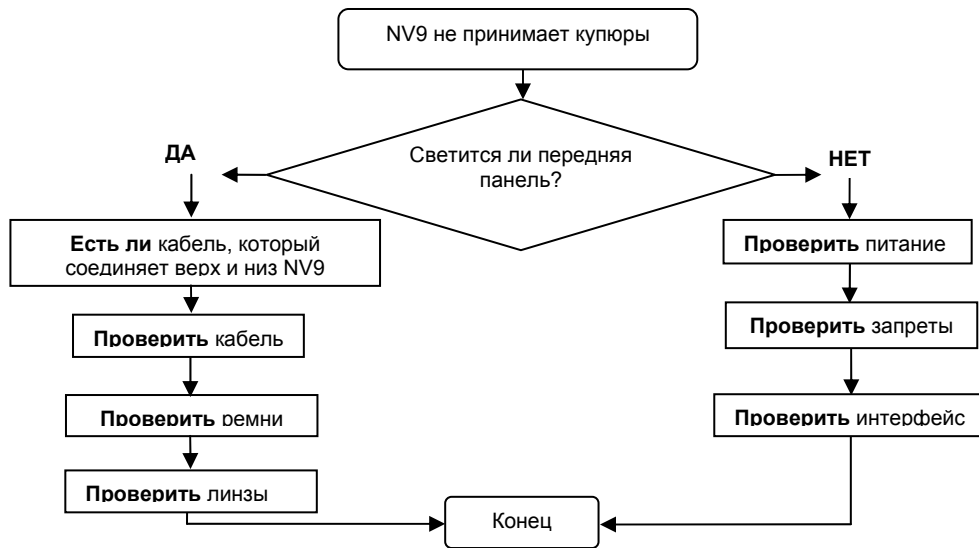 NV9 не принимает купюры
Светится ли передняя
панель?
ДА
НЕТ
Есть ли кабель, который
соединяет верх и низ NV9
Проверить кабель
Проверить ремни
Проверить линзы
Проверить питание
Проверить запреты
Проверить интерфейс
Конец